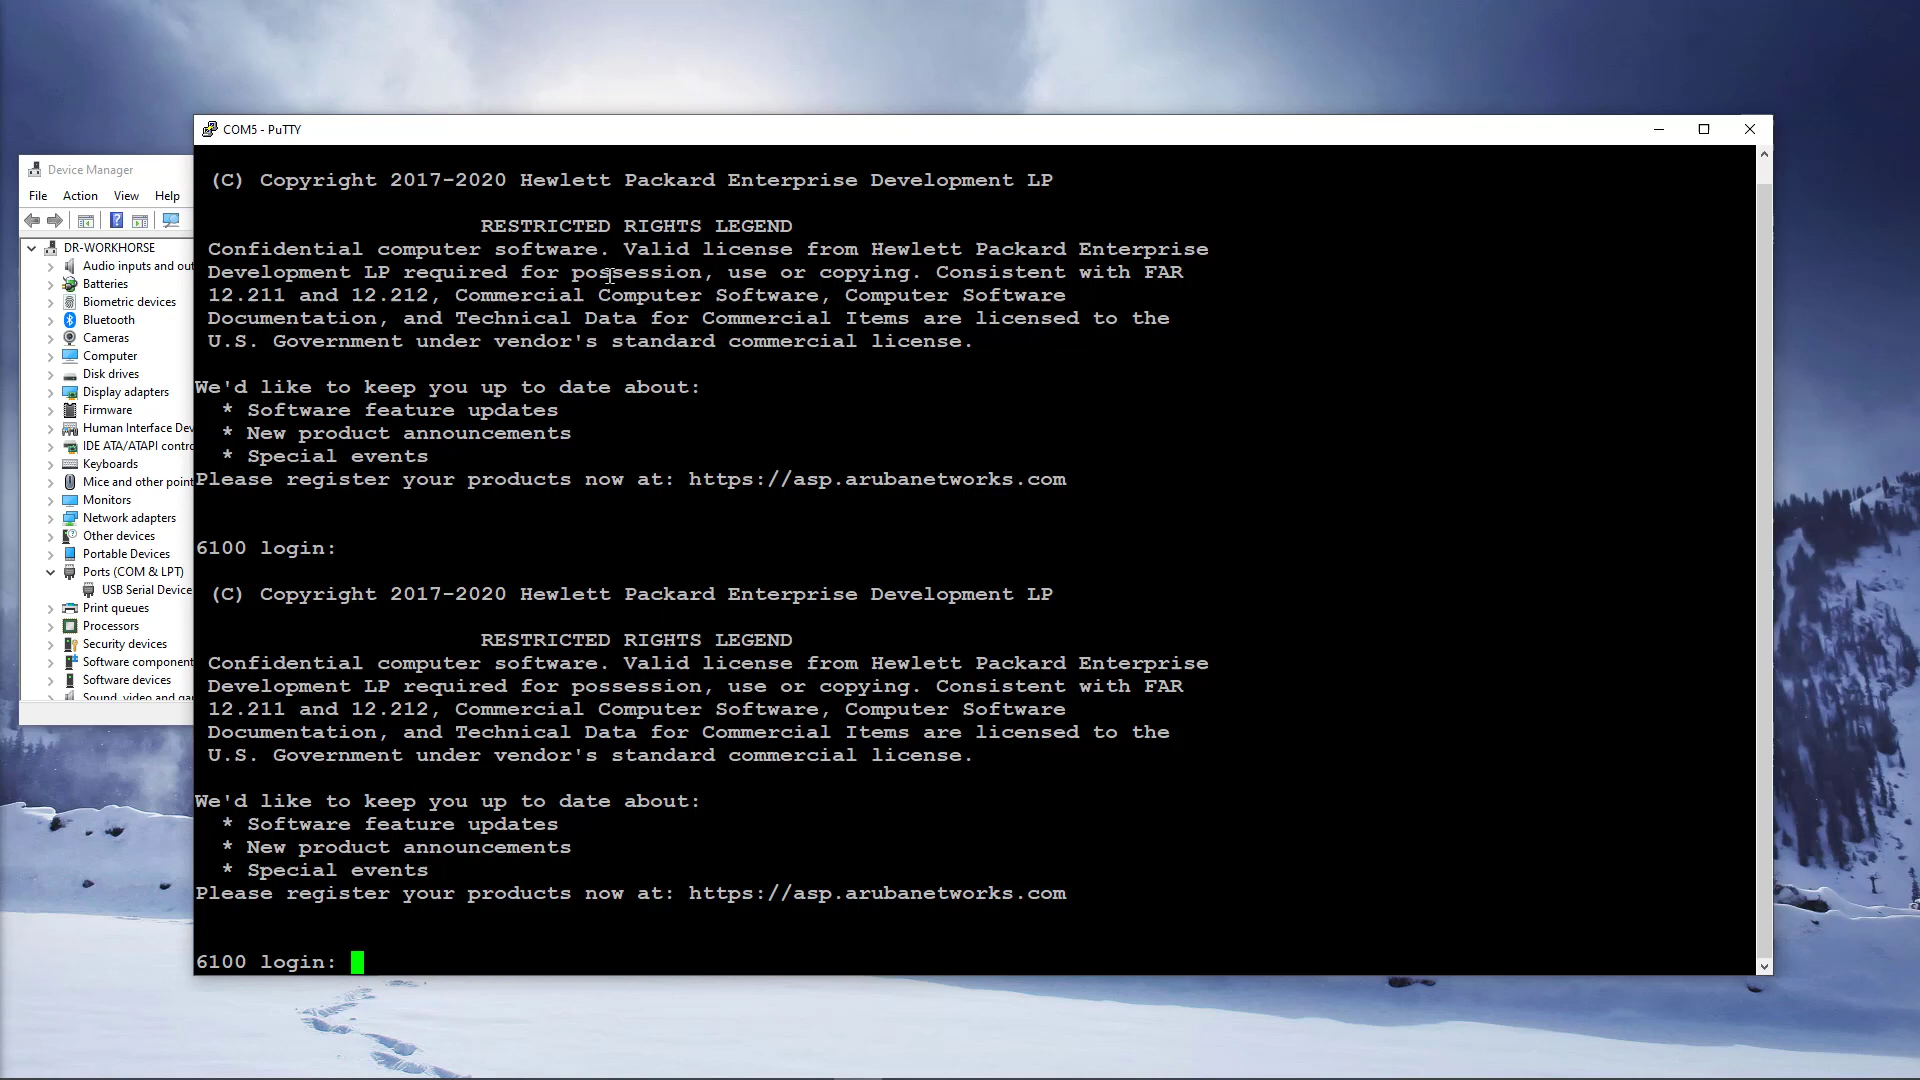 COM5 - PuTTY
Device Manager
File Action View Help
DR-WORKHORSE
Audio inputs and out
Batteries
Biometric devices
Bluetooth
Cameras
Computer
Disk drives
Display adapters
Firmware
Human Interface Dev
IDE ATA/ATAPI contro
Keyboards
Mice and other point
Monitors
Network adapters
Other devices
Portable Devices
Ports (COM & LPT)
USB Serial Device
Print queues
Processors
Security devices
Software component
Software devices
Sound, video and gam
(C) Copyright 2017-2020 Hewlett Packard Enterprise Development LP
RESTRICTED RIGHTS LEGEND
Confidential computer software. Valid license from Hewlett Packard Enterprise
Development LP required for possession, use or copying. Consistent with FAR
12.211 and 12.212, Commercial Computer Software, Computer Software
Documentation, and Technical Data for Commercial Items are licensed to the
U.S. Government under vendor's standard commercial license.
We'd like to keep you up to date about:
* Software feature updates
* New product announcements
* Special events
Please register your products now at: https://asp.arubanetworks.com
6100 login:
(C) Copyright 2017-2020 Hewlett Packard Enterprise Development LP
RESTRICTED RIGHTS LEGEND
Confidential computer software. Valid license from Hewlett Packard Enterprise
Development LP required for possession, use or copying. Consistent with FAR
12.211 and 12.212, Commercial Computer Software, Computer Software
Documentation, and Technical Data for Commercial Items are licensed to the
U.S. Government under vendor's standard commercial license.
We'd like to keep you up to date about:
* Software feature updates
* New product announcements
* Special events
Please register your products now at: https://asp.arubanetworks.com
6100 login: